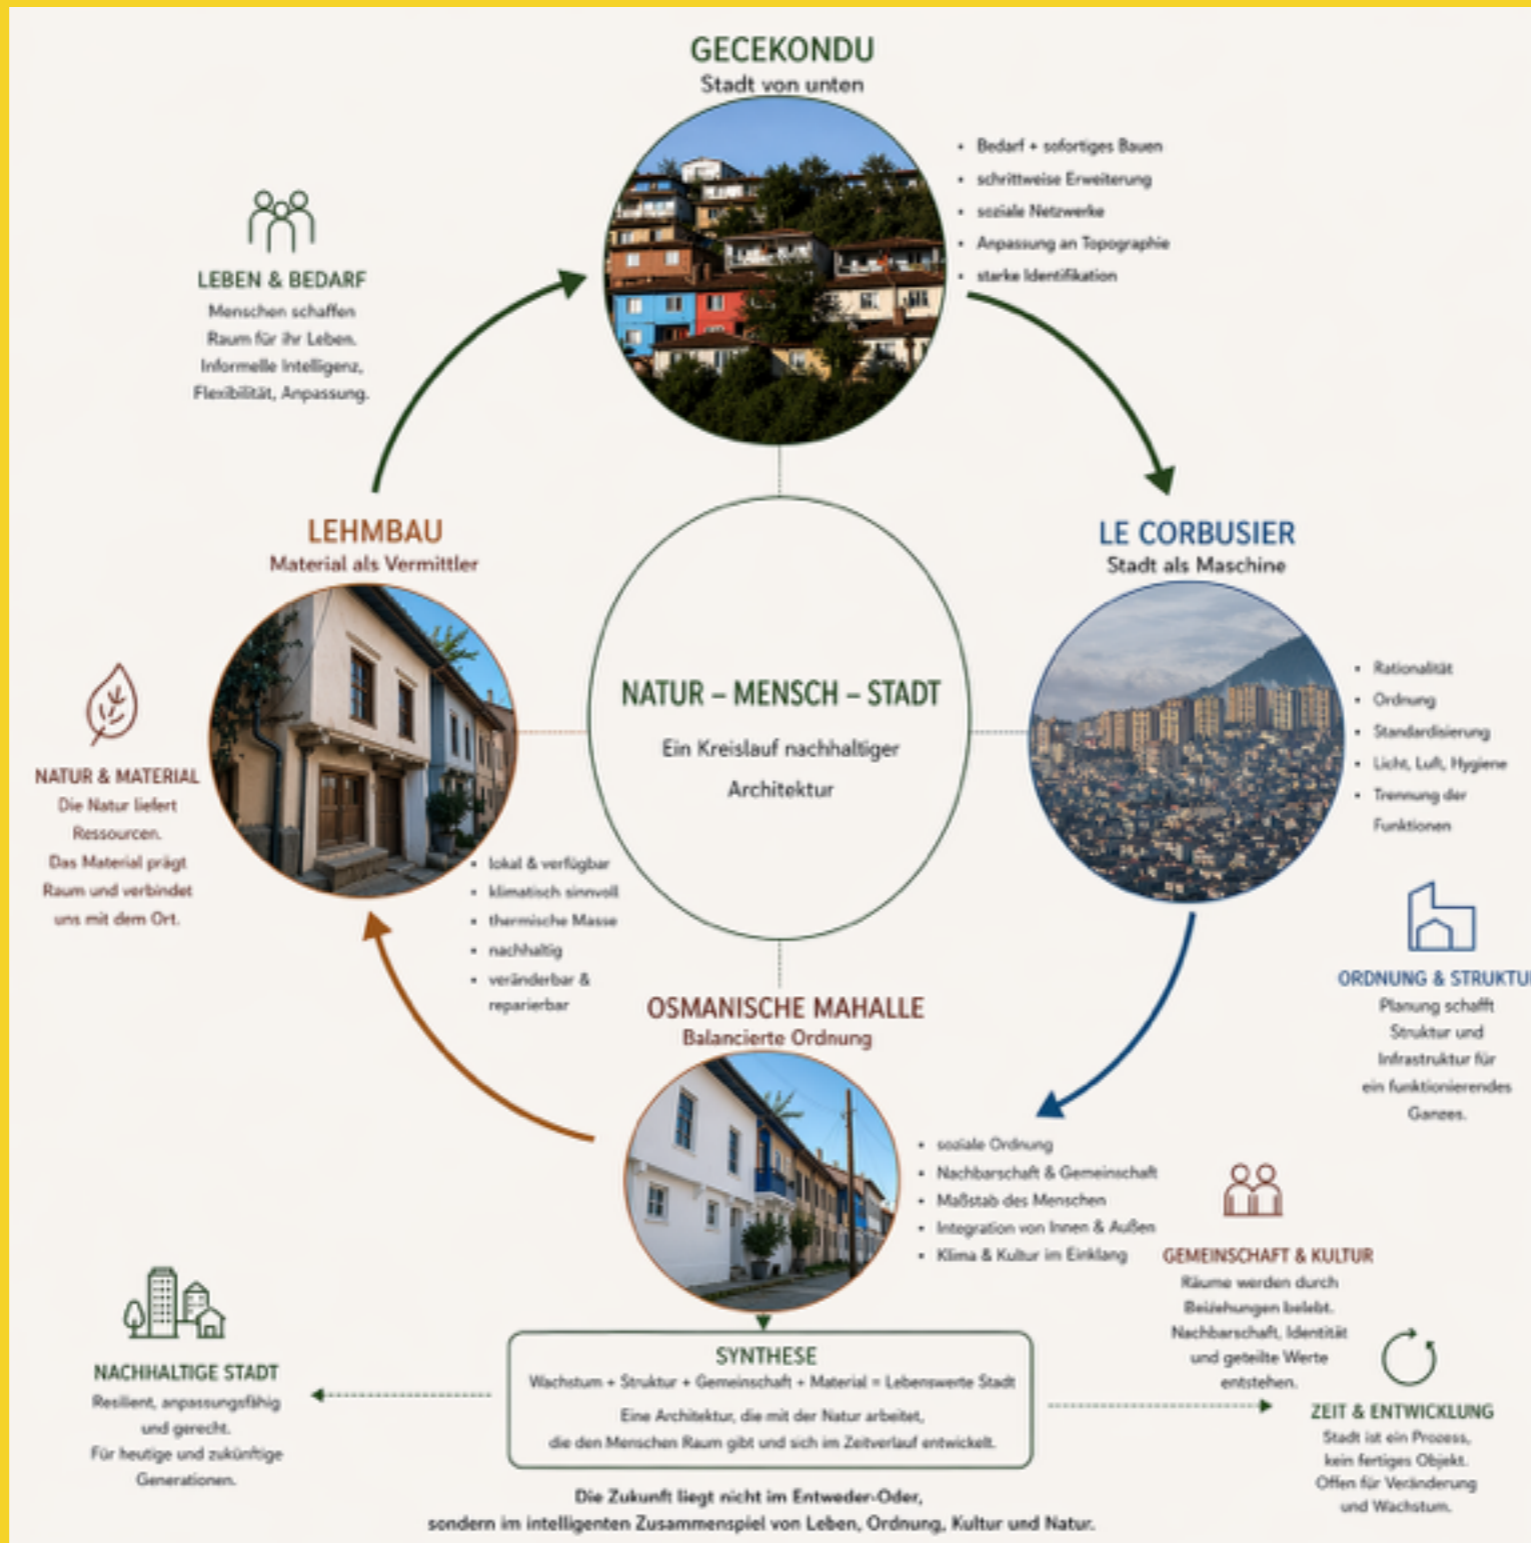 GECEKONDU
Stadt von unten
• Bedarf + sofortiges Bauen
• schrittweise Erweiterung
• soziale Netzwerke
• Anpassung an Topographie
• starke Identifikation
LEBEN & BEDARF
Menschen schaffen
Raum für ihr Leben.
Informelle Intelligenz,
Flexibilität, Anpassung.
LEHMBAU
Material als Vermittler
LE CORBUSIER
Stadt als Maschine
• Rationalität
• Ordnung
• Standardisierung
• Licht, Luft, Hygiene
• Trennung der
Funktionen
NATUR – MENSCH – STADT
Ein Kreislauf nachhaltiger
Architektur
NATUR & MATERIAL
Die Natur liefert
Ressourcen.
Das Material prägt
Raum und verbindet
uns mit dem Ort.
• lokal & verfügbar
• klimatisch sinnvoll
• thermische Masse
• nachhaltig
• veränderbar &
reparierbar
ORDNUNG & STRUKTU
Planung schafft
Struktur und
Infrastruktur für
ein funktionierendes
Ganzes.
OSMANISCHE MAHALLE
Balancierte Ordnung
• soziale Ordnung
• Nachbarschaft & Gemeinschaft
• Maßstab des Menschen
• Integration von Innen & Außen
• Klima & Kultur im Einklang
GEMEINSCHAFT & KULTUR
Räume werden durch
Beziehungen belebt.
Nachbarschaft, Identität
und geteilte Werte
entstehen.
NACHHALTIGE STADT
Resilient, anpassungsfähig
und gerecht.
Für heutige und zukünftige
Generationen.
SYNTHESE
Wachstum + Struktur + Gemeinschaft + Material = Lebenswerte Stadt
Eine Architektur, die mit der Natur arbeitet,
die den Menschen Raum gibt und sich im Zeitverlauf entwickelt.
ZEIT & ENTWICKLUNG
Stadt ist ein Prozess,
kein fertiges Objekt.
Offen für Veränderung
und Wachstum.
Die Zukunft liegt nicht im Entweder-Oder,
sondern im intelligenten Zusammenspiel von Leben, Ordnung, Kultur und Natur.